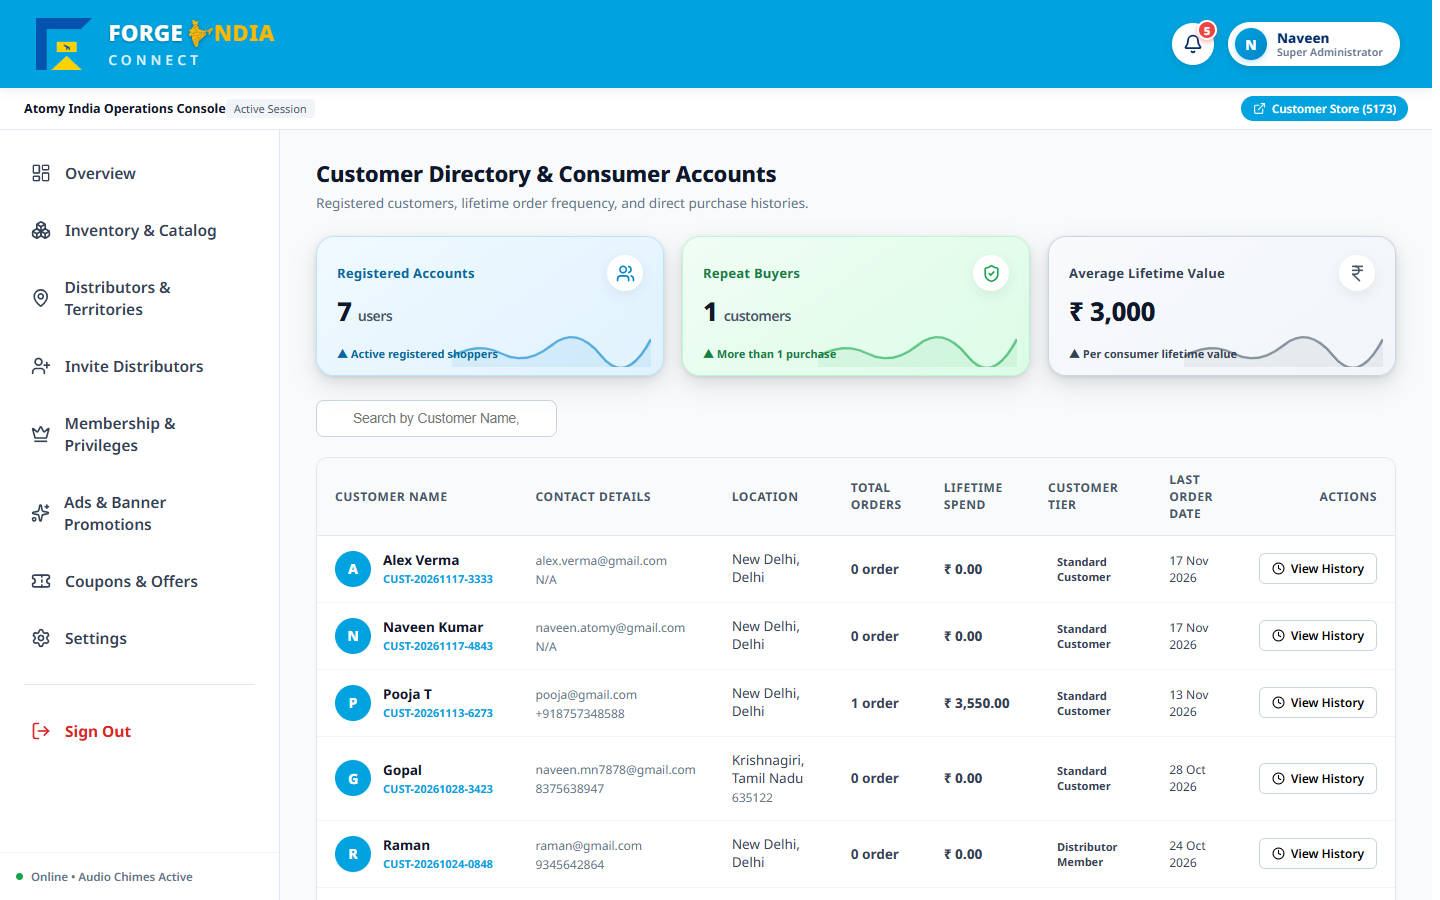 FORGE INDIA
CONNECT
5
N
Naveen
Super Administrator
Atomy India Operations Console
Active Session
Customer Store (5173)
Overview
Inventory & Catalog
Distributors &
Territories
Invite Distributors
Membership &
Privileges
Ads & Banner
Promotions
Coupons & Offers
Settings
Sign Out
Online • Audio Chimes Active
Customer Directory & Consumer Accounts
Registered customers, lifetime order frequency, and direct purchase histories.
Registered Accounts
7 users
▲ Active registered shoppers
Repeat Buyers
1 customers
▲ More than 1 purchase
Average Lifetime Value
₹ 3,000
▲ Per consumer lifetime value
Search by Customer Name,
CUSTOMER NAME
CONTACT DETAILS
LOCATION
TOTAL
ORDERS
LIFETIME
SPEND
CUSTOMER
TIER
LAST
ORDER
DATE
ACTIONS
A
Alex Verma
CUST-20261117-3333
alex.verma@gmail.com
N/A
New Delhi,
Delhi
0 order
₹ 0.00
Standard
Customer
17 Nov
2026
View History
N
Naveen Kumar
CUST-20261117-4843
naveen.atomy@gmail.com
N/A
New Delhi,
Delhi
0 order
₹ 0.00
Standard
Customer
17 Nov
2026
View History
P
Pooja T
CUST-20261113-6273
pooja@gmail.com
+918757348588
New Delhi,
Delhi
1 order
₹ 3,550.00
Standard
Customer
13 Nov
2026
View History
G
Gopal
CUST-20261028-3423
naveen.mn7878@gmail.com
8375638947
Krishnagiri,
Tamil Nadu
635122
0 order
₹ 0.00
Standard
Customer
28 Oct
2026
View History
R
Raman
CUST-20261024-0848
raman@gmail.com
9345642864
New Delhi,
Delhi
0 order
₹ 0.00
Distributor
Member
24 Oct
2026
View History